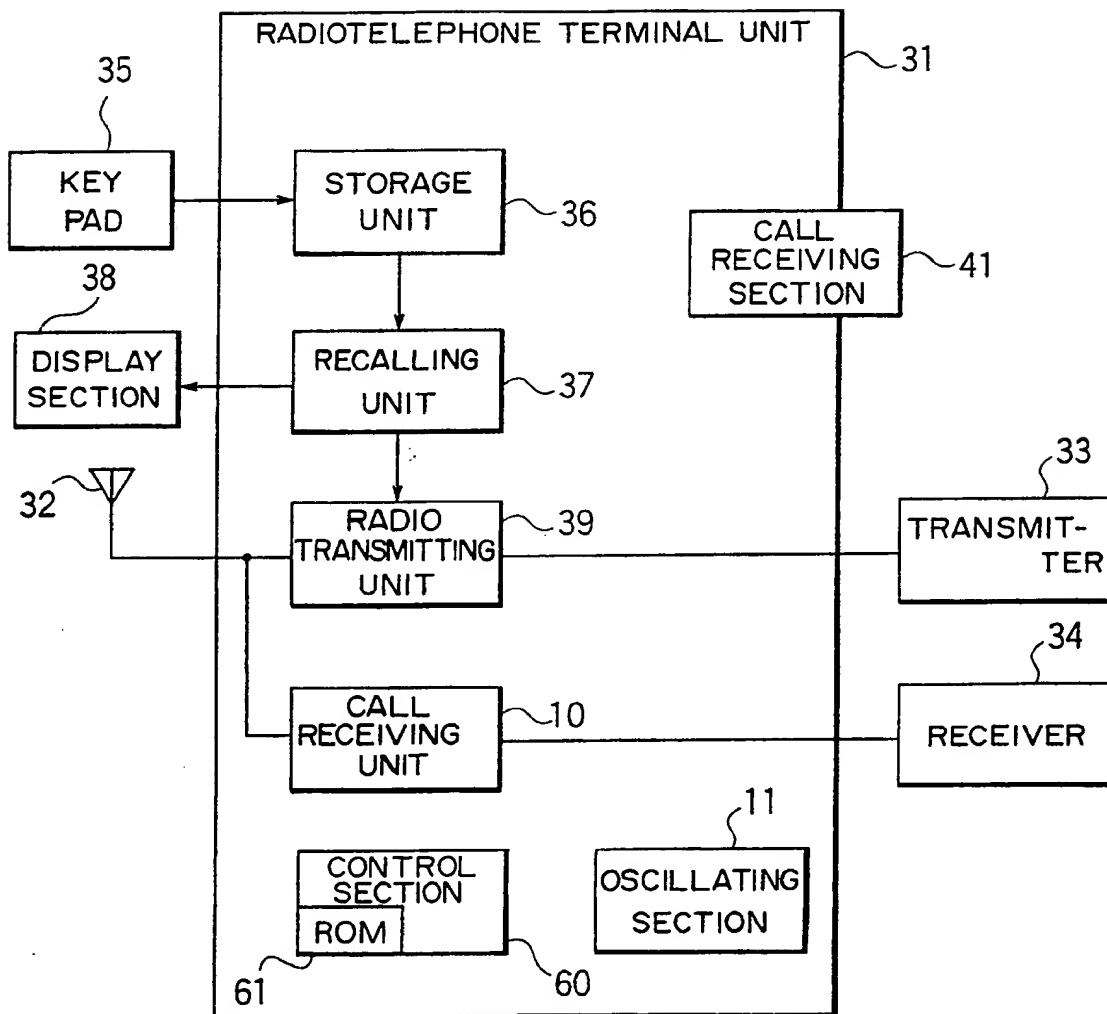 RADIOTELEPHONE TERMINAL UNIT
31
35
KEY
PAD
STORAGE
UNIT
36
CALL
RECEIVING
SECTION
41
38
DISPLAY
SECTION
RECALLING
UNIT
37
32
RADIO
TRANSMITTING
UNIT
39
33
TRANSMIT-
TER
CALL
RECEIVING
UNIT
10
34
RECEIVER
CONTROL
SECTION
ROM
61
60
11
OSCILLATING
SECTION